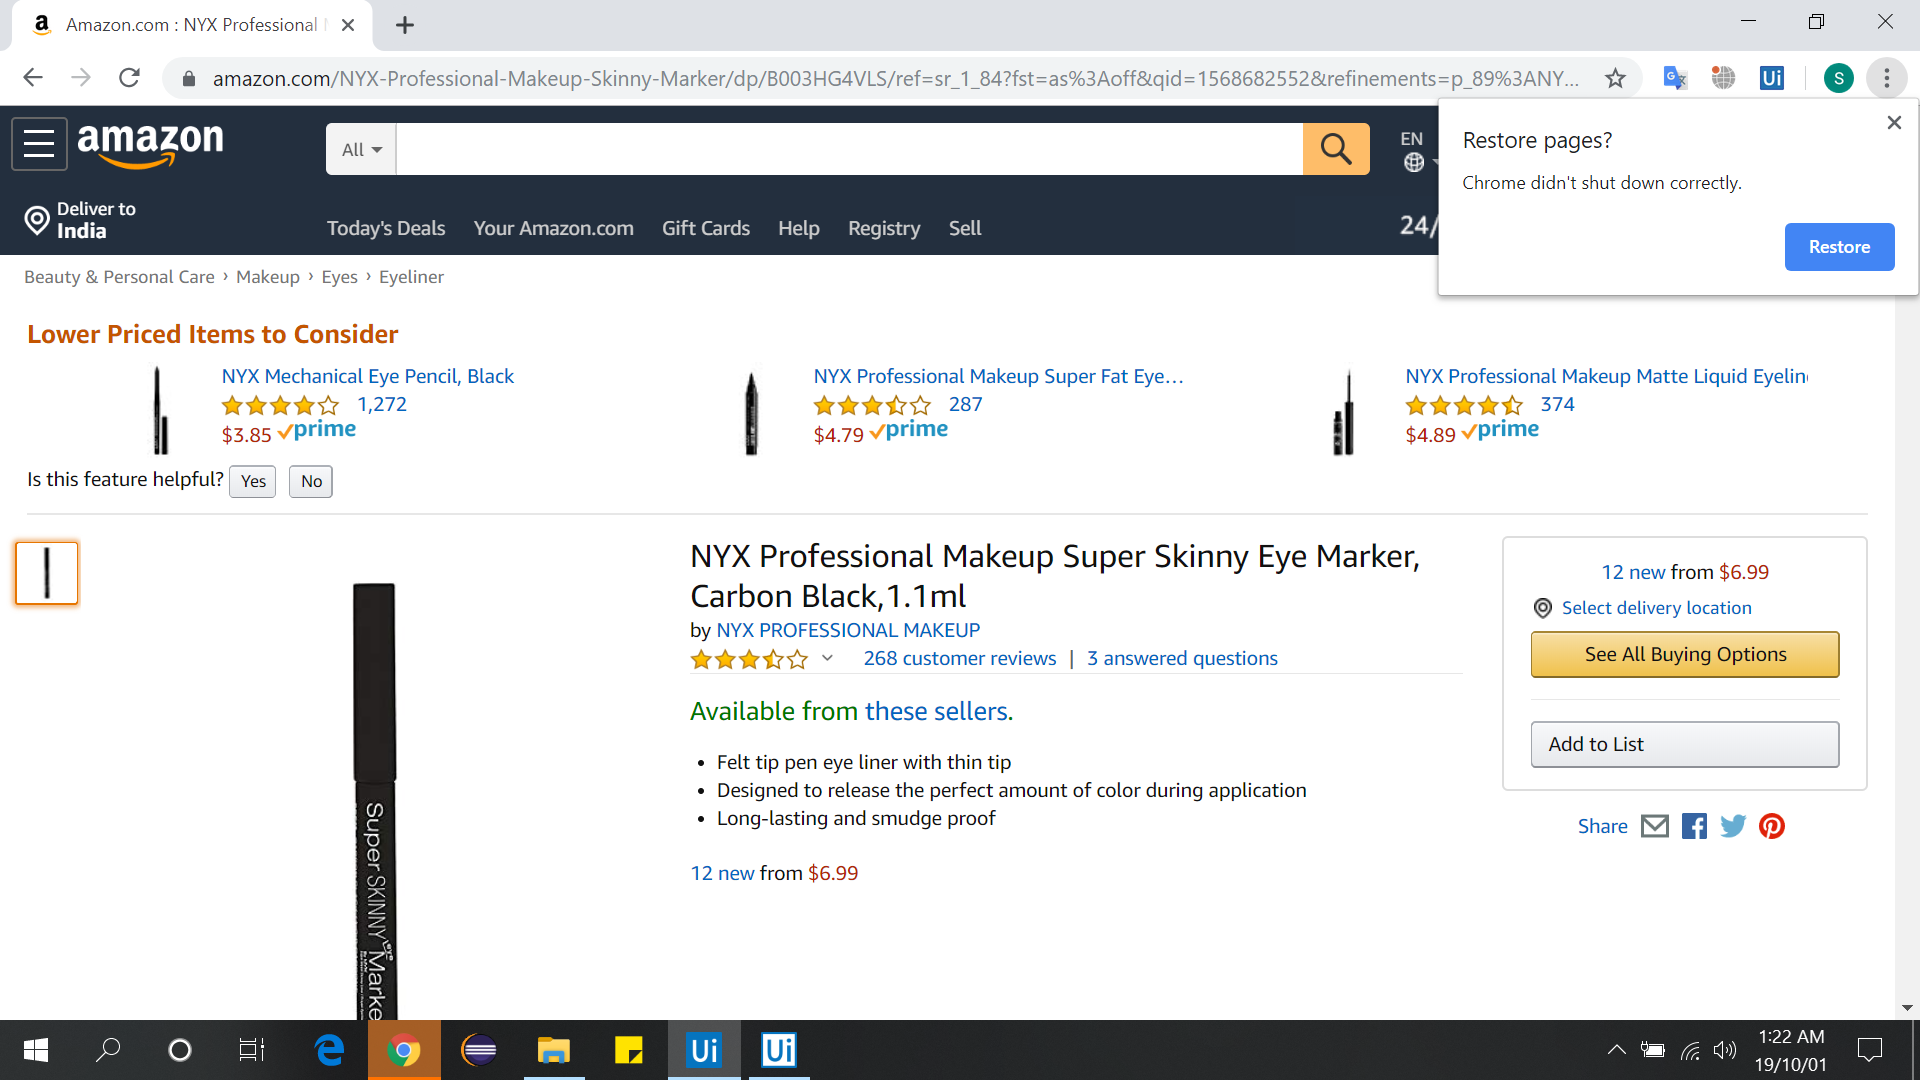 Amazon.com : NYX Professional
amazon.com/NYX-Professional-Makeup-Skinny-Marker/dp/B003HG4VLS/ref=sr_1_84?fst=as%3Aoff&qid=1568682552&refinements=p_89%3ANY...
Ui
S
Restore pages?
Chrome didn't shut down correctly.
Restore
amazon
All
EN
Deliver to
India
Today's Deals
Your Amazon.com
Gift Cards
Help
Registry
Sell
24/
Beauty & Personal Care › Makeup › Eyes › Eyeliner
Lower Priced Items to Consider
NYX Mechanical Eye Pencil, Black
1,272
$3.85 prime
NYX Professional Makeup Super Fat Eye…
287
$4.79 prime
NYX Professional Makeup Matte Liquid Eyelin
374
$4.89 prime
Is this feature helpful? Yes No
NYX Professional Makeup Super Skinny Eye Marker,
Carbon Black,1.1ml
by NYX PROFESSIONAL MAKEUP
268 customer reviews | 3 answered questions
Available from these sellers.
• Felt tip pen eye liner with thin tip
• Designed to release the perfect amount of color during application
• Long-lasting and smudge proof
12 new from $6.99
12 new from $6.99
Select delivery location
See All Buying Options
Add to List
Share
Super SKINNY eye Marke
Ui
Ui
1:22 AM
19/10/01